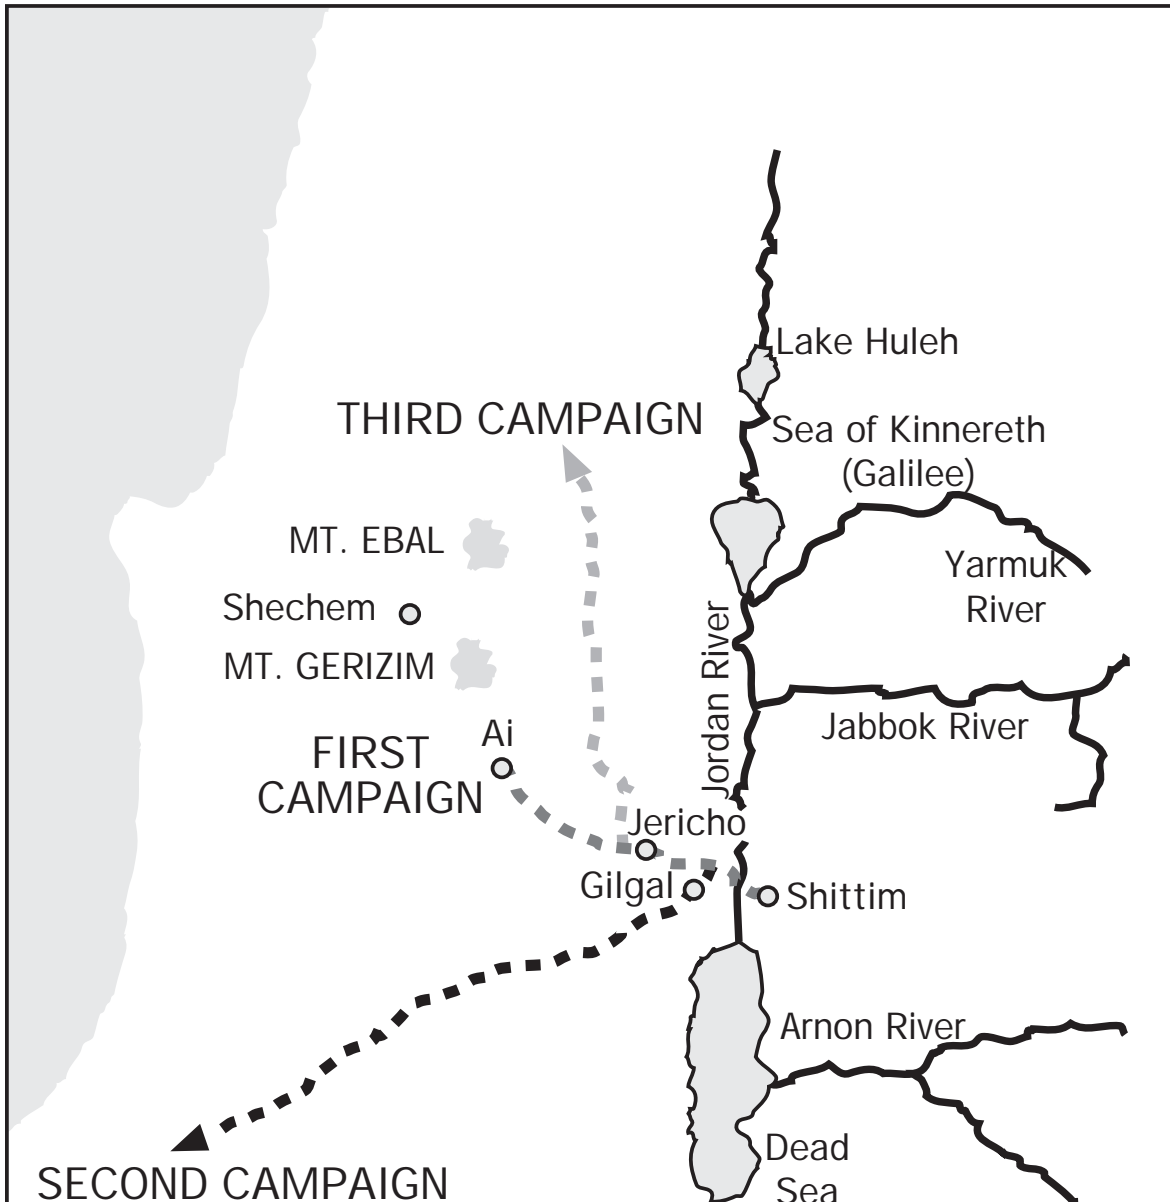 Lake Huleh
THIRD CAMPAIGN
Sea of Kinnereth
(Galilee)
MT. EBAL
Yarmuk
River
Shechem
MT. GERIZIM
Jordan River
Jabbok River
Ai
FIRST
CAMPAIGN
Jericho
Gilgal
Shittim
Arnon River
Dead
Sea
SECOND CAMPAIGN